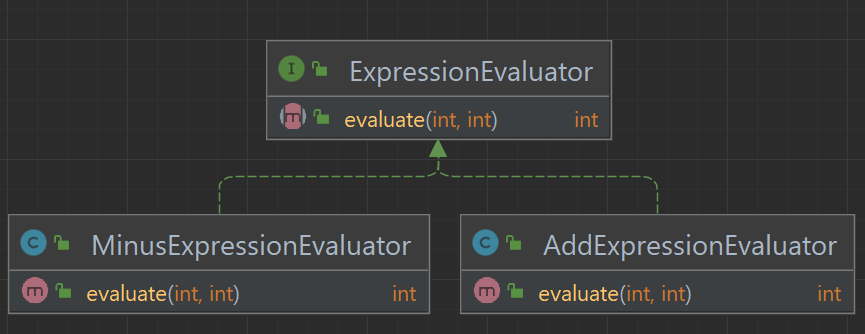 I ExpressionEvaluator
m evaluate(int, int) int
C MinusExpressionEvaluator
m evaluate(int, int) int
C AddExpressionEvaluator
m evaluate(int, int) int